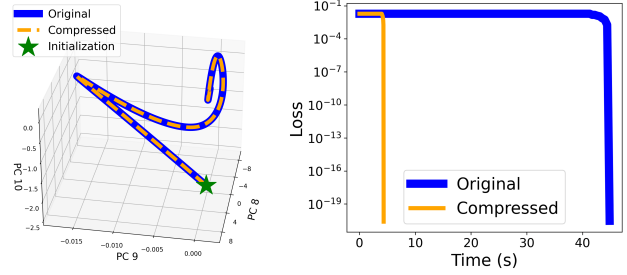 Original
Compressed
Initialization
0.0
−0.5
−1.0
−1.5
−2.0
−2.5
PC 10
−0.015
−0.010
−0.005
0.000
PC 9
−8
−4
0
4
8
PC 8
10⁻¹
10⁻⁴
10⁻⁷
10⁻¹⁰
10⁻¹³
10⁻¹⁶
10⁻¹⁹
Loss
Original
Compressed
0
20
40
Time (s)